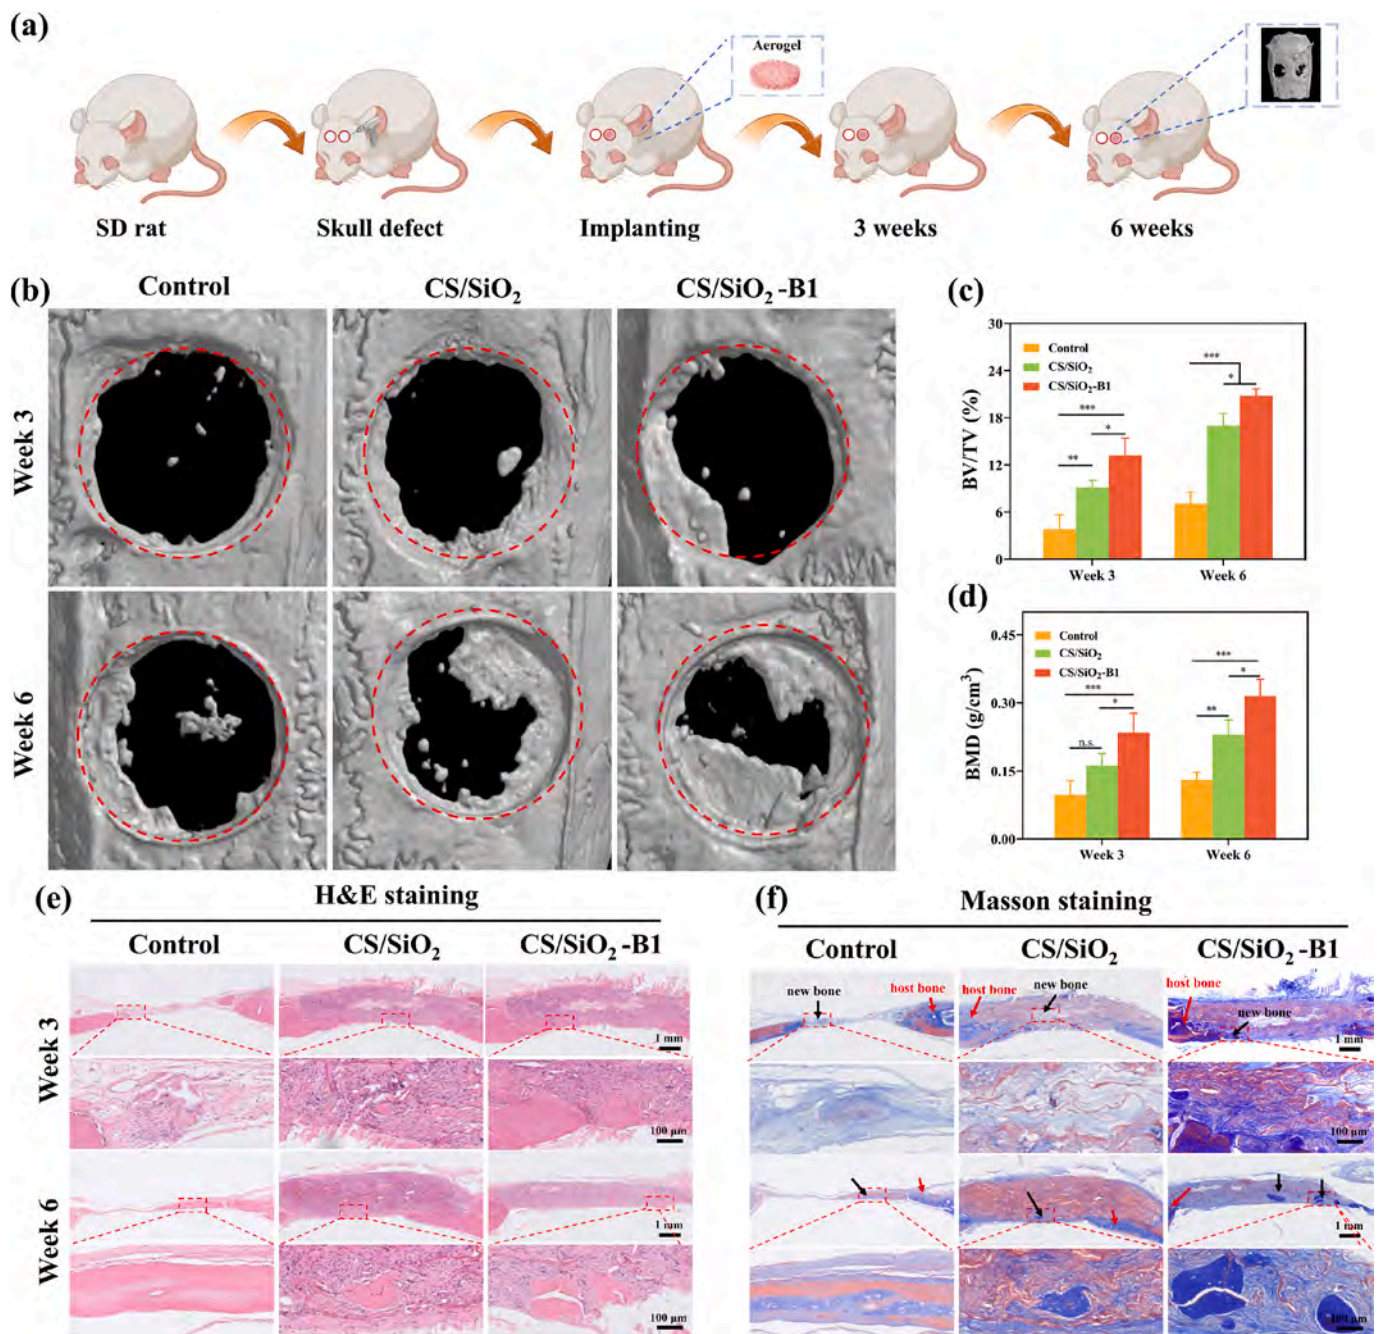 (a)
Aerogel
SD rat
Skull defect
Implanting
3 weeks
6 weeks
(b)
Control
CS/SiO₂
CS/SiO₂-B1
Week 3
Week 6
(c)
BV/TV (%)
30
24
18
12
6
0
Control
CS/SiO₂
CS/SiO₂-B1
**
***
*
***
*
Week 3
Week 6
(d)
BMD (g/cm³)
0.45
0.30
0.15
0.00
Control
CS/SiO₂
CS/SiO₂-B1
n.s.
***
*
**
***
*
Week 3
Week 6
(e)
H&E staining
Control
CS/SiO₂
CS/SiO₂-B1
Week 3
1 mm
100 μm
Week 6
1 mm
100 μm
(f)
Masson staining
Control
CS/SiO₂
CS/SiO₂-B1
new bone
host bone
host bone
new bone
host bone
new bone
1 mm
100 μm
1 mm
100 μm